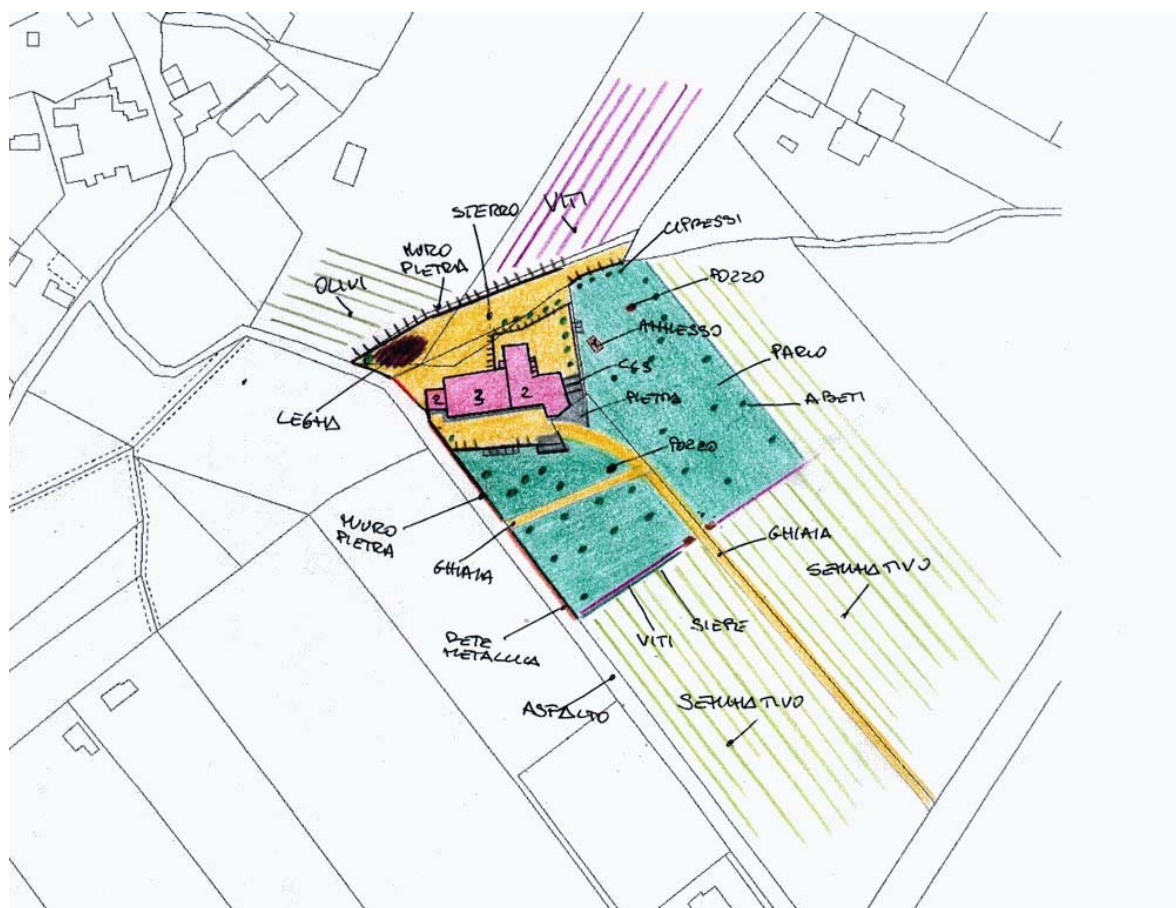 VITI
STERRO
CIPRESSI
MURO
PIETRA
OLIVI
POZZO
ANNESSO
PARCO
CLS
ABETI
2
3
2
PIETRA
LEGNA
POZZO
MURO
PIETRA
GHIAIA
GHIAIA
SEMINATIVO
SIEPE
VITI
RETE
METALLICA
ASFALTO
SEMINATIVO